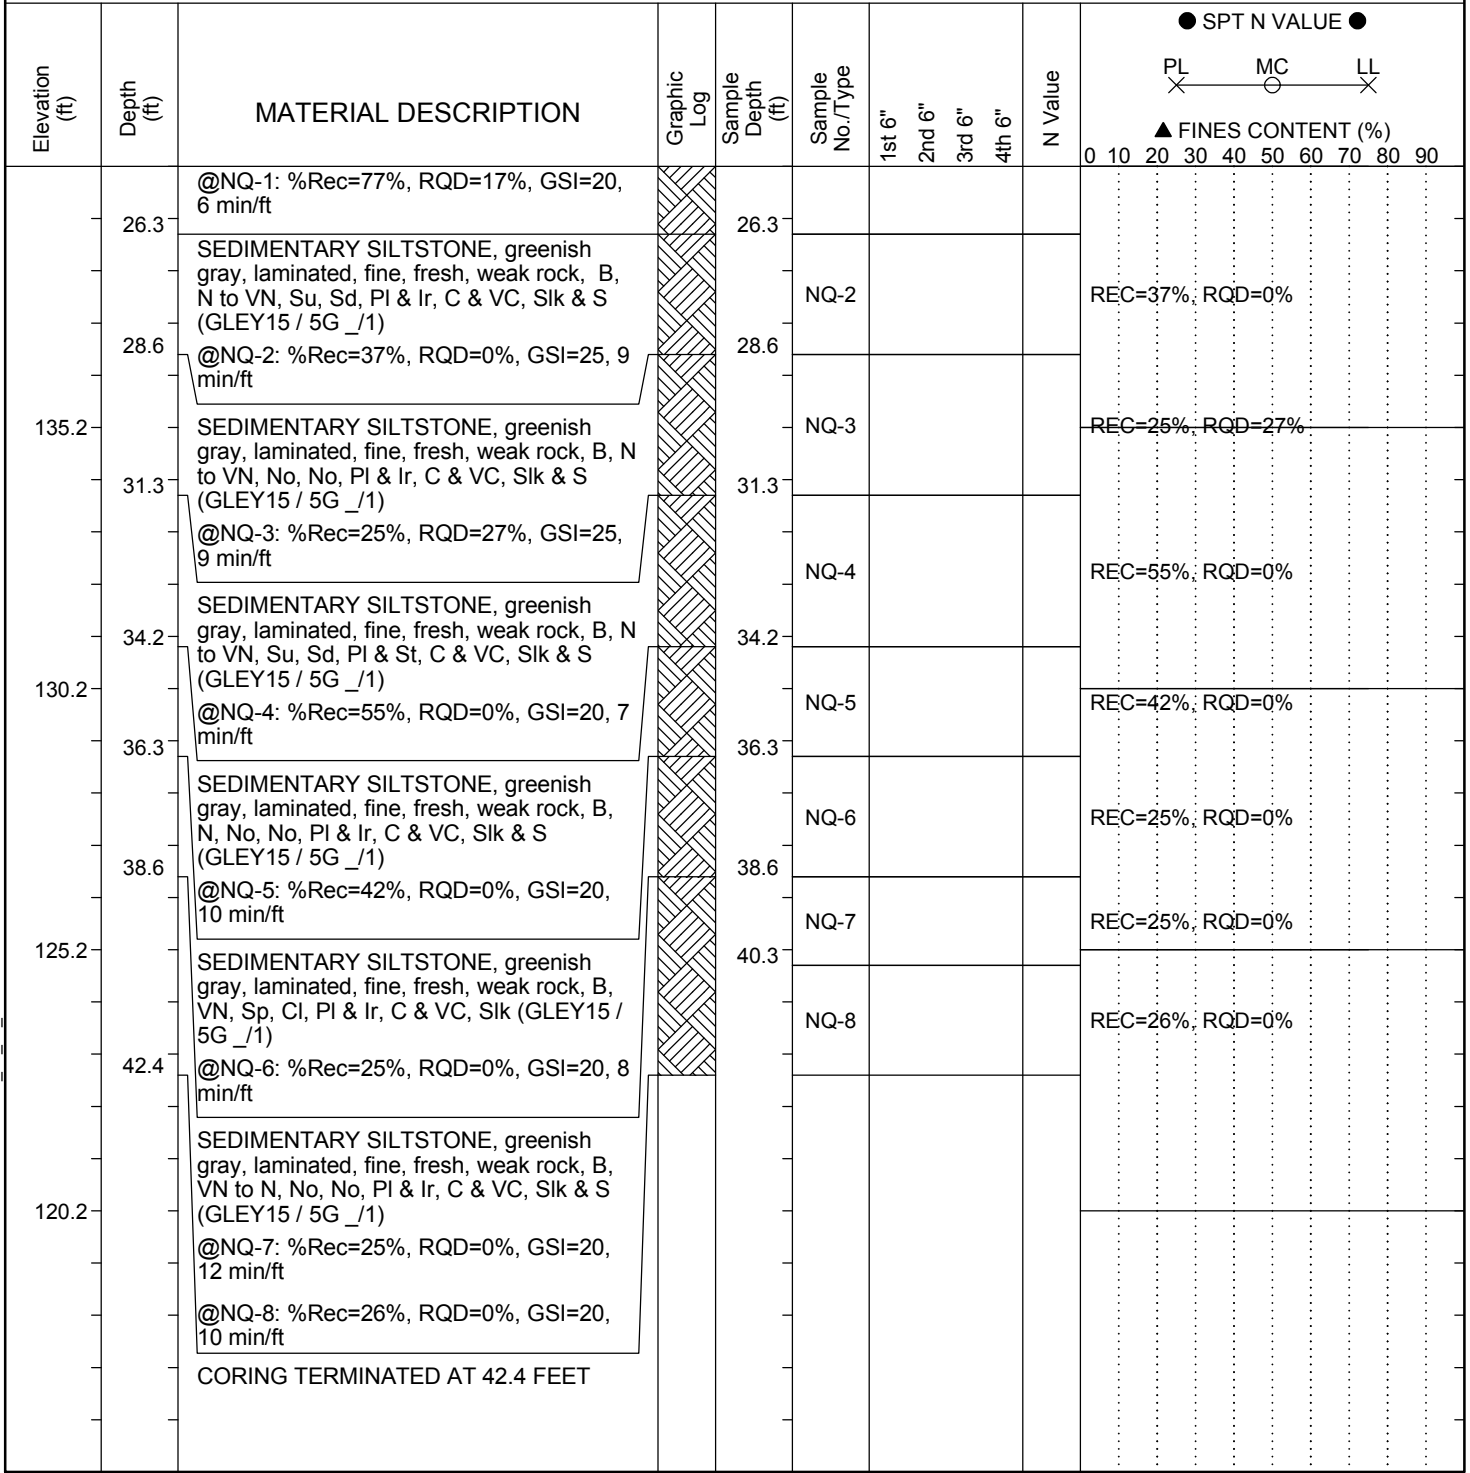 Elevation
(ft)
Depth
(ft)
MATERIAL DESCRIPTION
Graphic
Log
Sample
Depth
(ft)
Sample
No./Type
1st 6"
2nd 6"
3rd 6"
4th 6"
N Value
● SPT N VALUE ●
PL MC LL
▲ FINES CONTENT (%)
0 10 20 30 40 50 60 70 80 90
@NQ-1: %Rec=77%, RQD=17%, GSI=20,
6 min/ft
26.3
26.3
SEDIMENTARY SILTSTONE, greenish
gray, laminated, fine, fresh, weak rock, B,
N to VN, Su, Sd, Pl & Ir, C & VC, Slk & S
(GLEY15 / 5G _/1)
NQ-2
REC=37%, RQD=0%
28.6
28.6
@NQ-2: %Rec=37%, RQD=0%, GSI=25, 9
min/ft
135.2
SEDIMENTARY SILTSTONE, greenish
gray, laminated, fine, fresh, weak rock, B, N
to VN, No, No, Pl & Ir, C & VC, Slk & S
(GLEY15 / 5G _/1)
NQ-3
REC=25%, RQD=27%
31.3
31.3
@NQ-3: %Rec=25%, RQD=27%, GSI=25,
9 min/ft
NQ-4
REC=55%, RQD=0%
SEDIMENTARY SILTSTONE, greenish
gray, laminated, fine, fresh, weak rock, B, N
to VN, Su, Sd, Pl & St, C & VC, Slk & S
(GLEY15 / 5G _/1)
34.2
34.2
130.2
@NQ-4: %Rec=55%, RQD=0%, GSI=20, 7
min/ft
NQ-5
REC=42%, RQD=0%
36.3
36.3
SEDIMENTARY SILTSTONE, greenish
gray, laminated, fine, fresh, weak rock, B,
N, No, No, Pl & Ir, C & VC, Slk & S
(GLEY15 / 5G _/1)
NQ-6
REC=25%, RQD=0%
38.6
38.6
@NQ-5: %Rec=42%, RQD=0%, GSI=20,
10 min/ft
NQ-7
REC=25%, RQD=0%
125.2
40.3
SEDIMENTARY SILTSTONE, greenish
gray, laminated, fine, fresh, weak rock, B,
VN, Sp, Cl, Pl & Ir, C & VC, Slk (GLEY15 /
5G _/1)
NQ-8
REC=26%, RQD=0%
42.4
@NQ-6: %Rec=25%, RQD=0%, GSI=20, 8
min/ft
SEDIMENTARY SILTSTONE, greenish
gray, laminated, fine, fresh, weak rock, B,
VN to N, No, No, Pl & Ir, C & VC, Slk & S
(GLEY15 / 5G _/1)
120.2
@NQ-7: %Rec=25%, RQD=0%, GSI=20,
12 min/ft
@NQ-8: %Rec=26%, RQD=0%, GSI=20,
10 min/ft
CORING TERMINATED AT 42.4 FEET